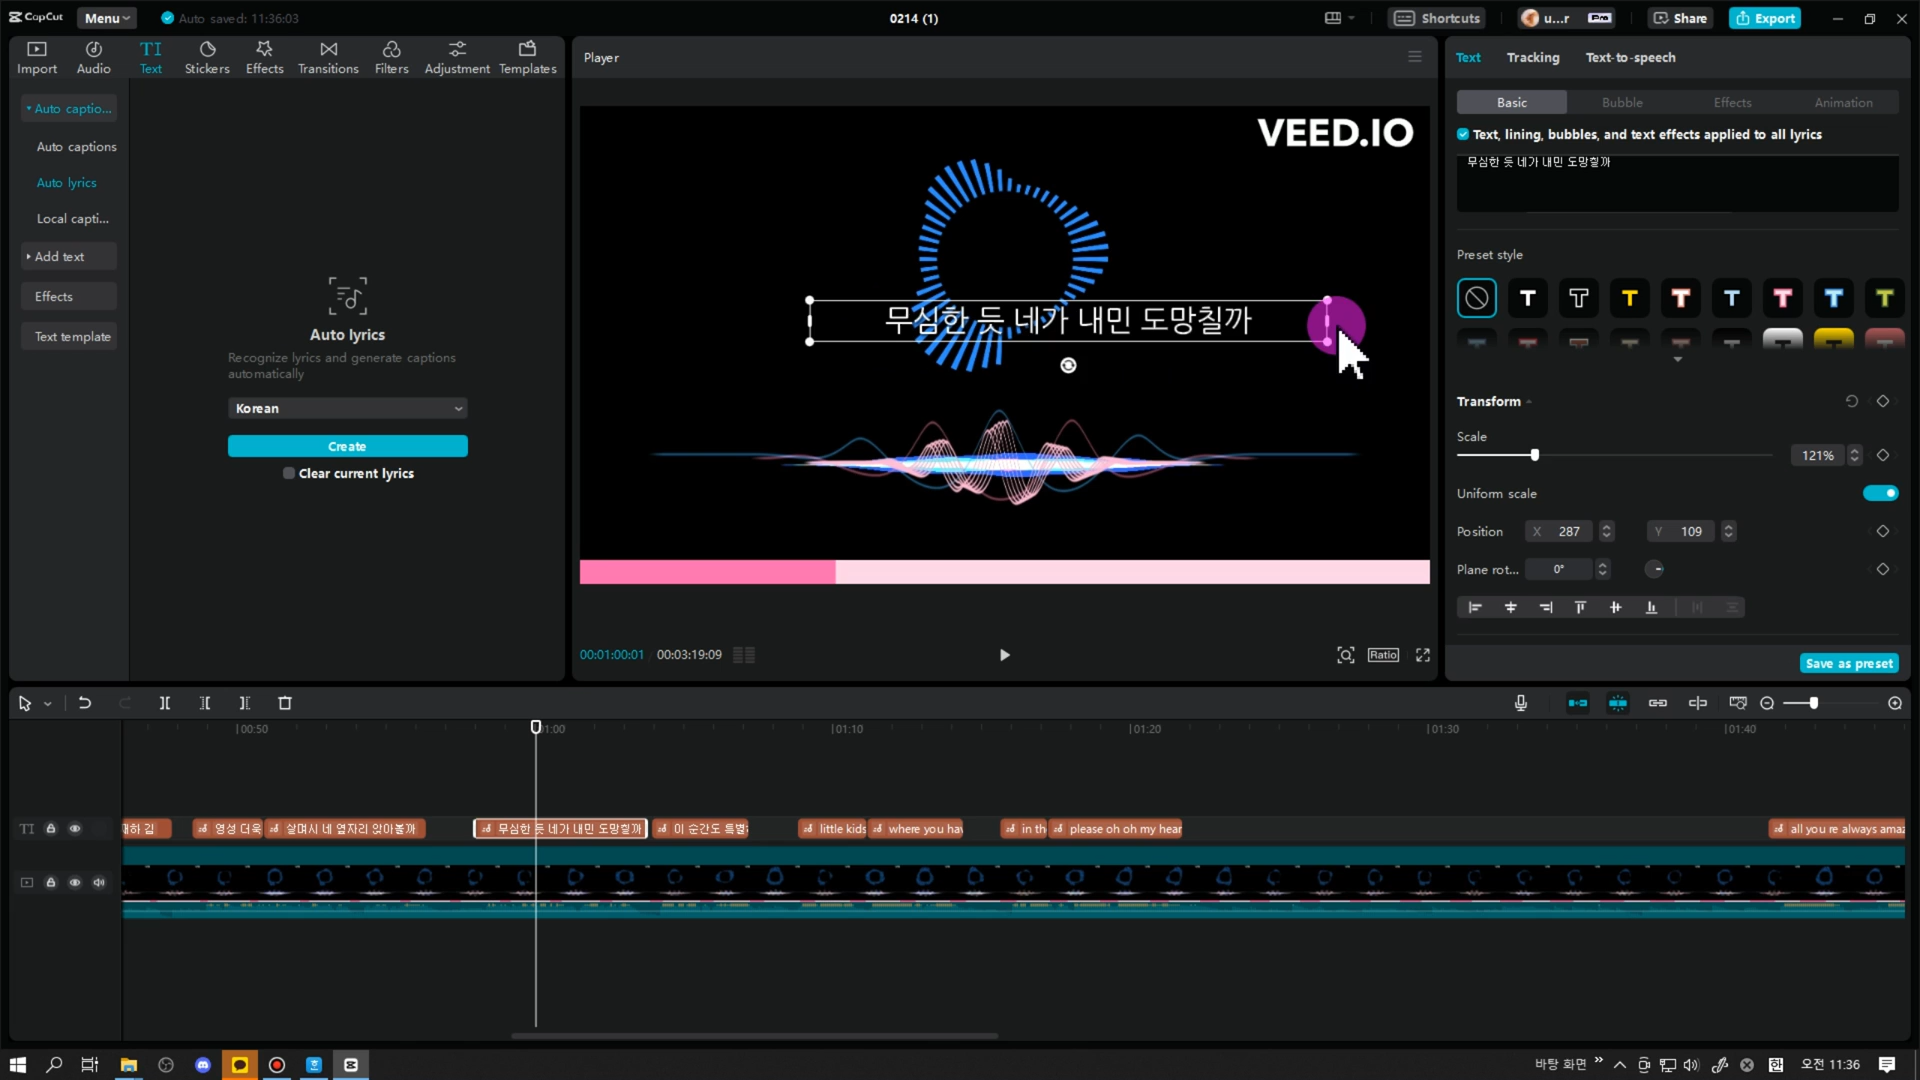 CapCut
Menu
Auto saved: 11:36:03
0214 (1)
Shortcuts
u...r
Pro
Share
Export
Import
Audio
TI
Text
Stickers
Effects
Transitions
Filters
Adjustment
Templates
Auto captio...
Auto captions
Auto lyrics
Local capti...
Add text
Effects
Text template
Auto lyrics
Recognize lyrics and generate captions
automatically
Korean
Create
Clear current lyrics
Player
VEED.IO
무심한 듯 네가 내민 도망칠까
00:01:00:01
00:03:19:09
Ratio
Text
Tracking
Text-to-speech
Basic
Bubble
Effects
Animation
Text, lining, bubbles, and text effects applied to all lyrics
무심한 듯 네가 내민 도망칠까
Preset style
Transform
Scale
121%
Uniform scale
Position
X 287
Y 109
Plane rot...
0°
Save as preset
00:50
01:00
01:10
01:20
01:30
01:40
TI
영성 더욱
살며시 네 옆자리 앉아볼까
무심한 듯 네가 내민 도망칠까
이 순간도 특별
little kids
where you hav
in th
please oh oh my hear
all you re always amaz
바탕 화면
한
오전 11:36